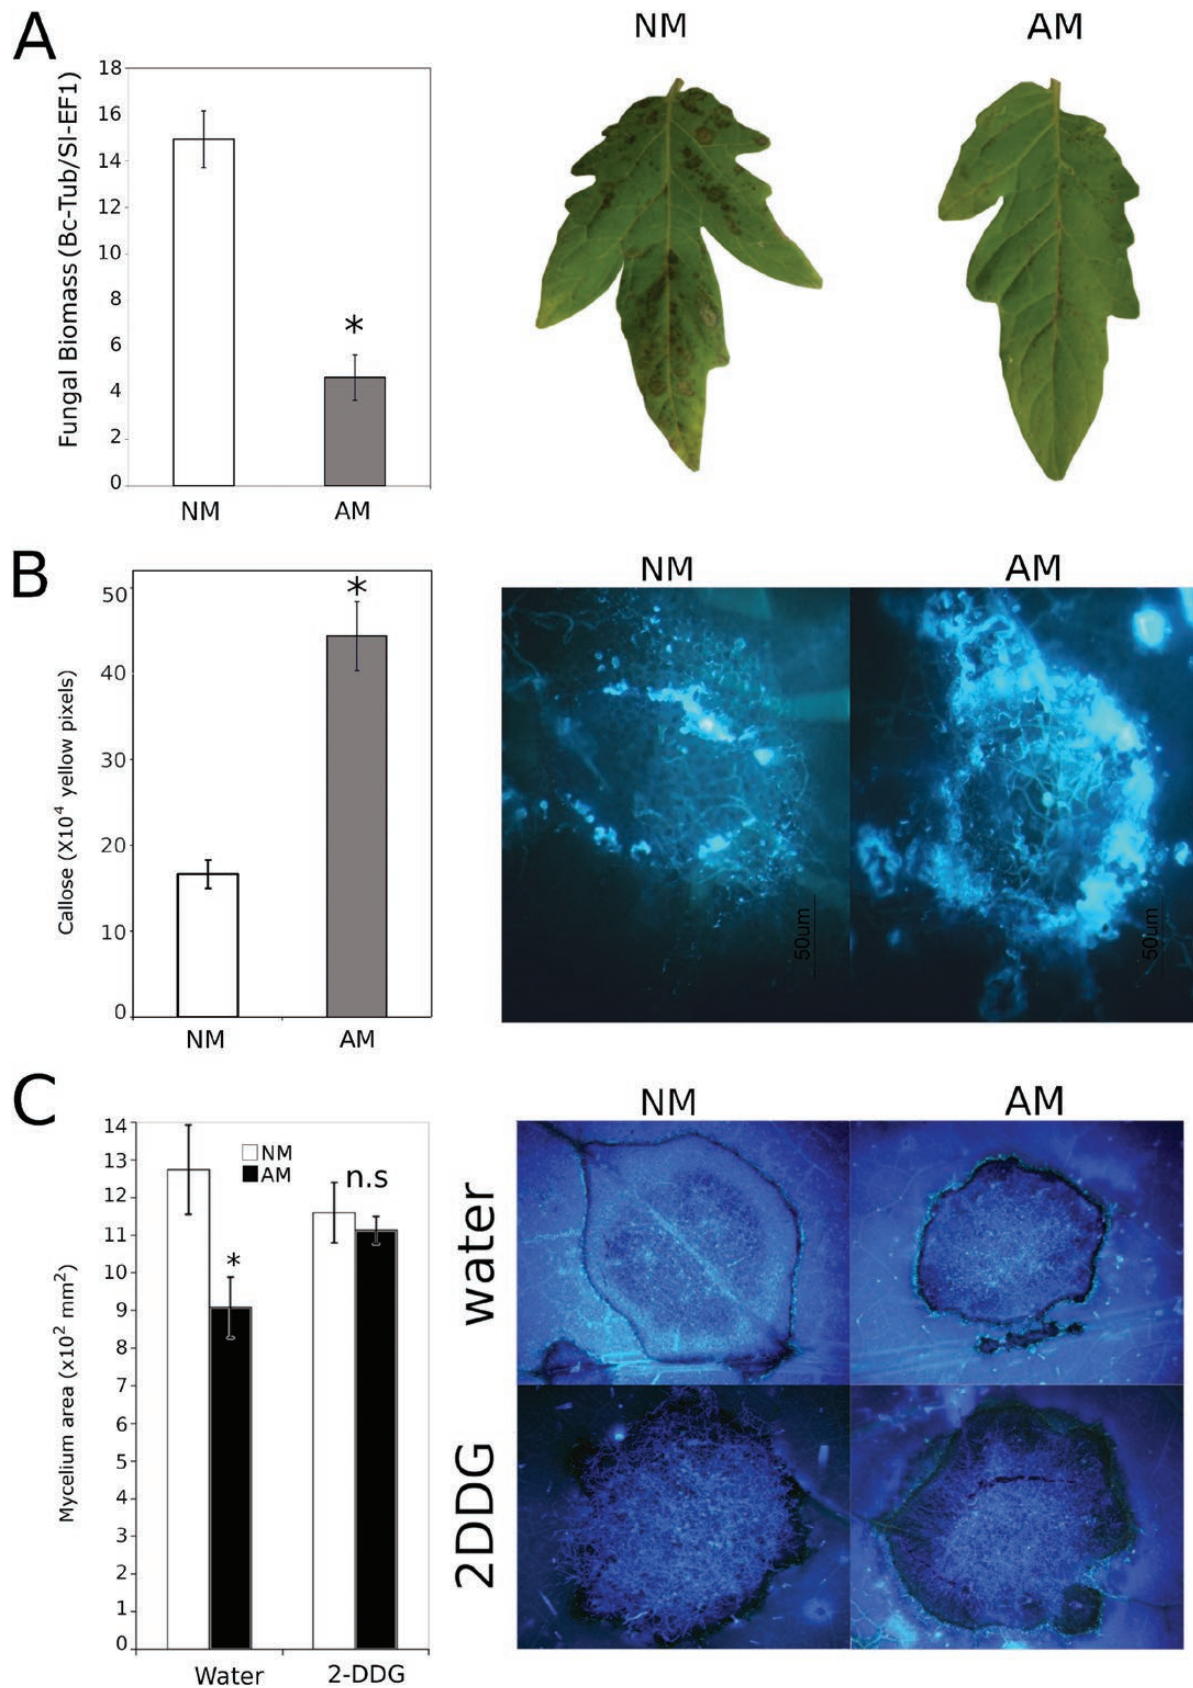 A
NM
AM
Fungal Biomass (Bc-Tub/Sl-EF1)
18
16
14
12
10
8
6
4
2
0
*
NM
AM
B
NM
AM
Callose (X10⁴ yellow pixels)
50
40
30
20
10
0
*
NM
AM
50um
50um
C
NM
AM
Mycelium area (x10² mm²)
14
13
12
11
10
9
8
7
6
5
4
3
2
1
0
NM
AM
*
n.s
Water
2-DDG
water
2DDG